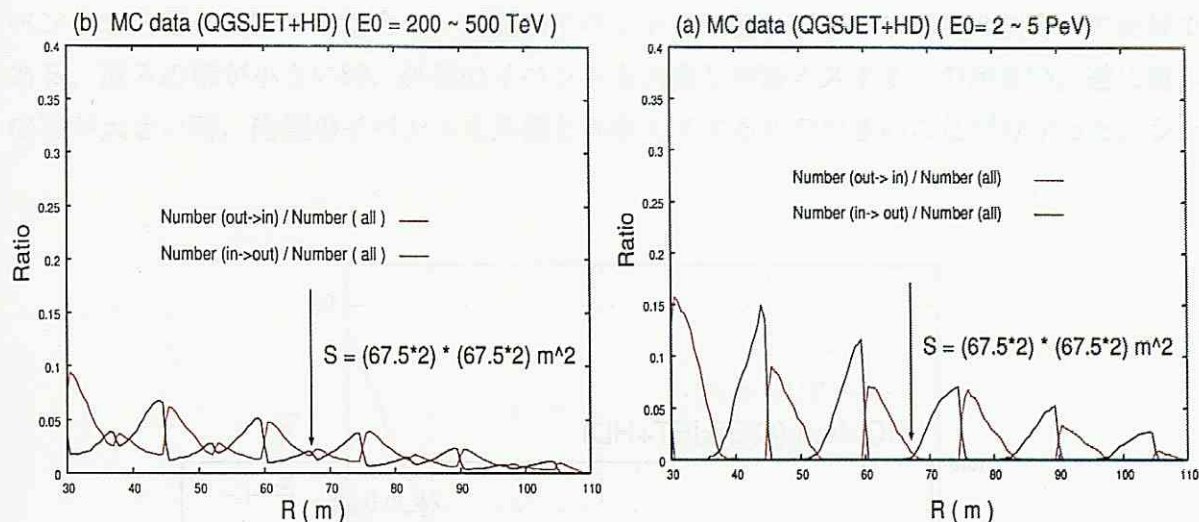 (b) MC data (QGSJET+HD) ( E0 = 200 ~ 500 TeV )
0.4
0.35
0.3
0.25
0.2
0.15
0.1
0.05
0
Ratio
Number (out->in) / Number ( all )
Number (in->out) / Number ( all )
S = (67.5*2) * (67.5*2) m^2
30 40 50 60 70 80 90 100 110
R ( m )
(a) MC data (QGSJET+HD) ( E0= 2 ~ 5 PeV)
0.4
0.35
0.3
0.25
0.2
0.15
0.1
0.05
0
Ratio
Number (out-> in) / Number (all)
Number (in-> out) / Number (all)
S = (67.5*2) * (67.5*2) m^2
30 40 50 60 70 80 90 100 110
R ( m )